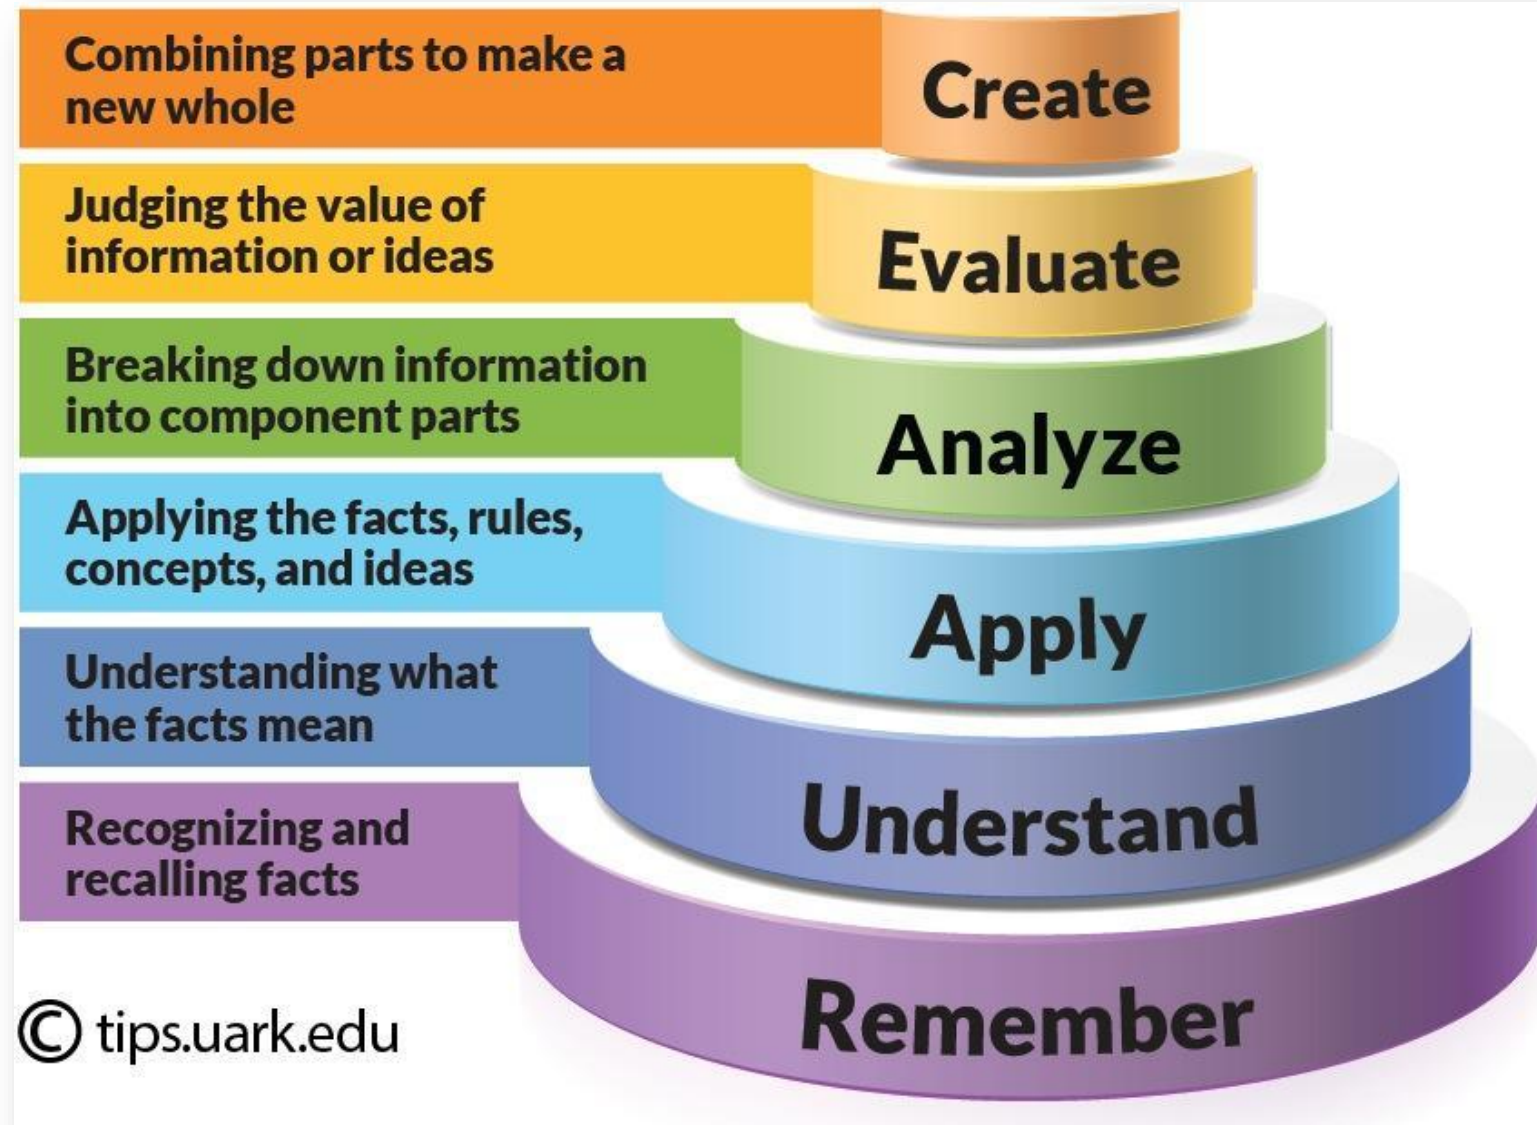 Combining parts to make a
new whole
Create
Judging the value of
information or ideas
Evaluate
Breaking down information
into component parts
Analyze
Applying the facts, rules,
concepts, and ideas
Apply
Understanding what
the facts mean
Understand
Recognizing and
recalling facts
Remember
© tips.uark.edu